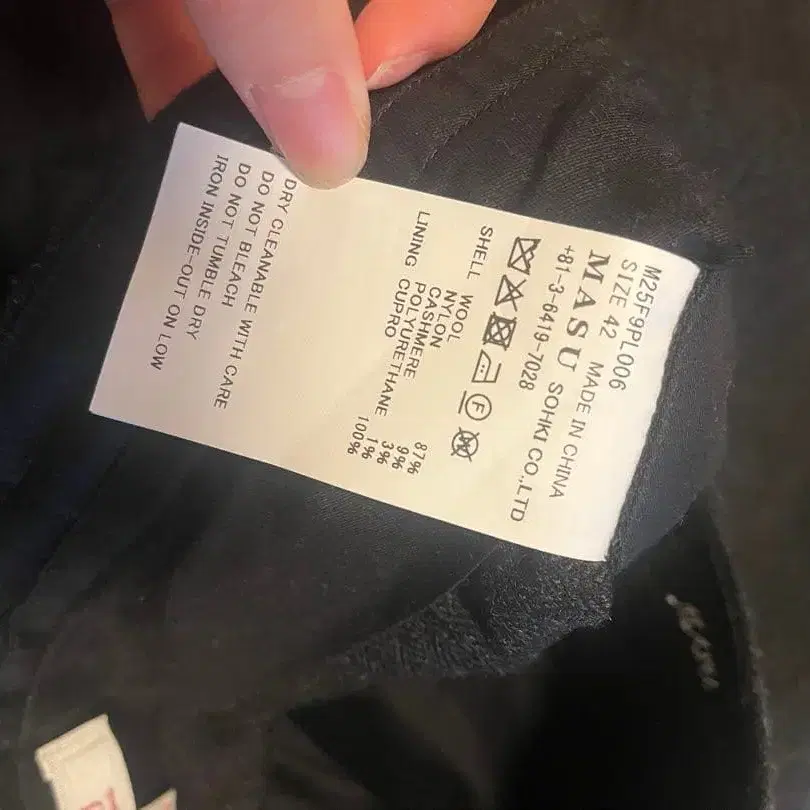 M25F9PL006
SIZE 42 MADE IN CHINA
MASU SOHKI CO.,LTD
+81-3-6419-7028
F
W
SHELL WOOL 87%
NYLON 9%
CASHMERE 3%
POLYURETHANE 1%
LINING CUPRO 100%
DRY CLEANABLE WITH CARE
DO NOT BLEACH
DO NOT TUMBLE DRY
IRON INSIDE-OUT ON LOW